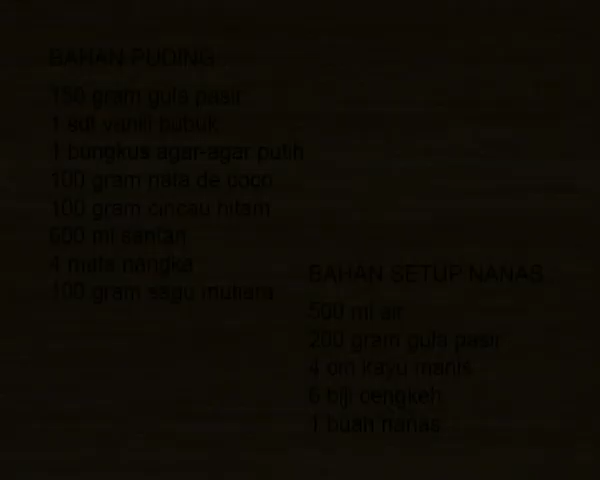 BAHAN PUDING:
150 gram gula pasir
1 sdt vanili bubuk
1 bungkus agar-agar putih
100 gram nata de coco
100 gram cincau hitam
600 ml santan
4 mata nangka
100 gram sagu mutiara
BAHAN SETUP NANAS:
500 ml air
200 gram gula pasir
4 cm kayu manis
6 biji cengkeh
1 buah nanas